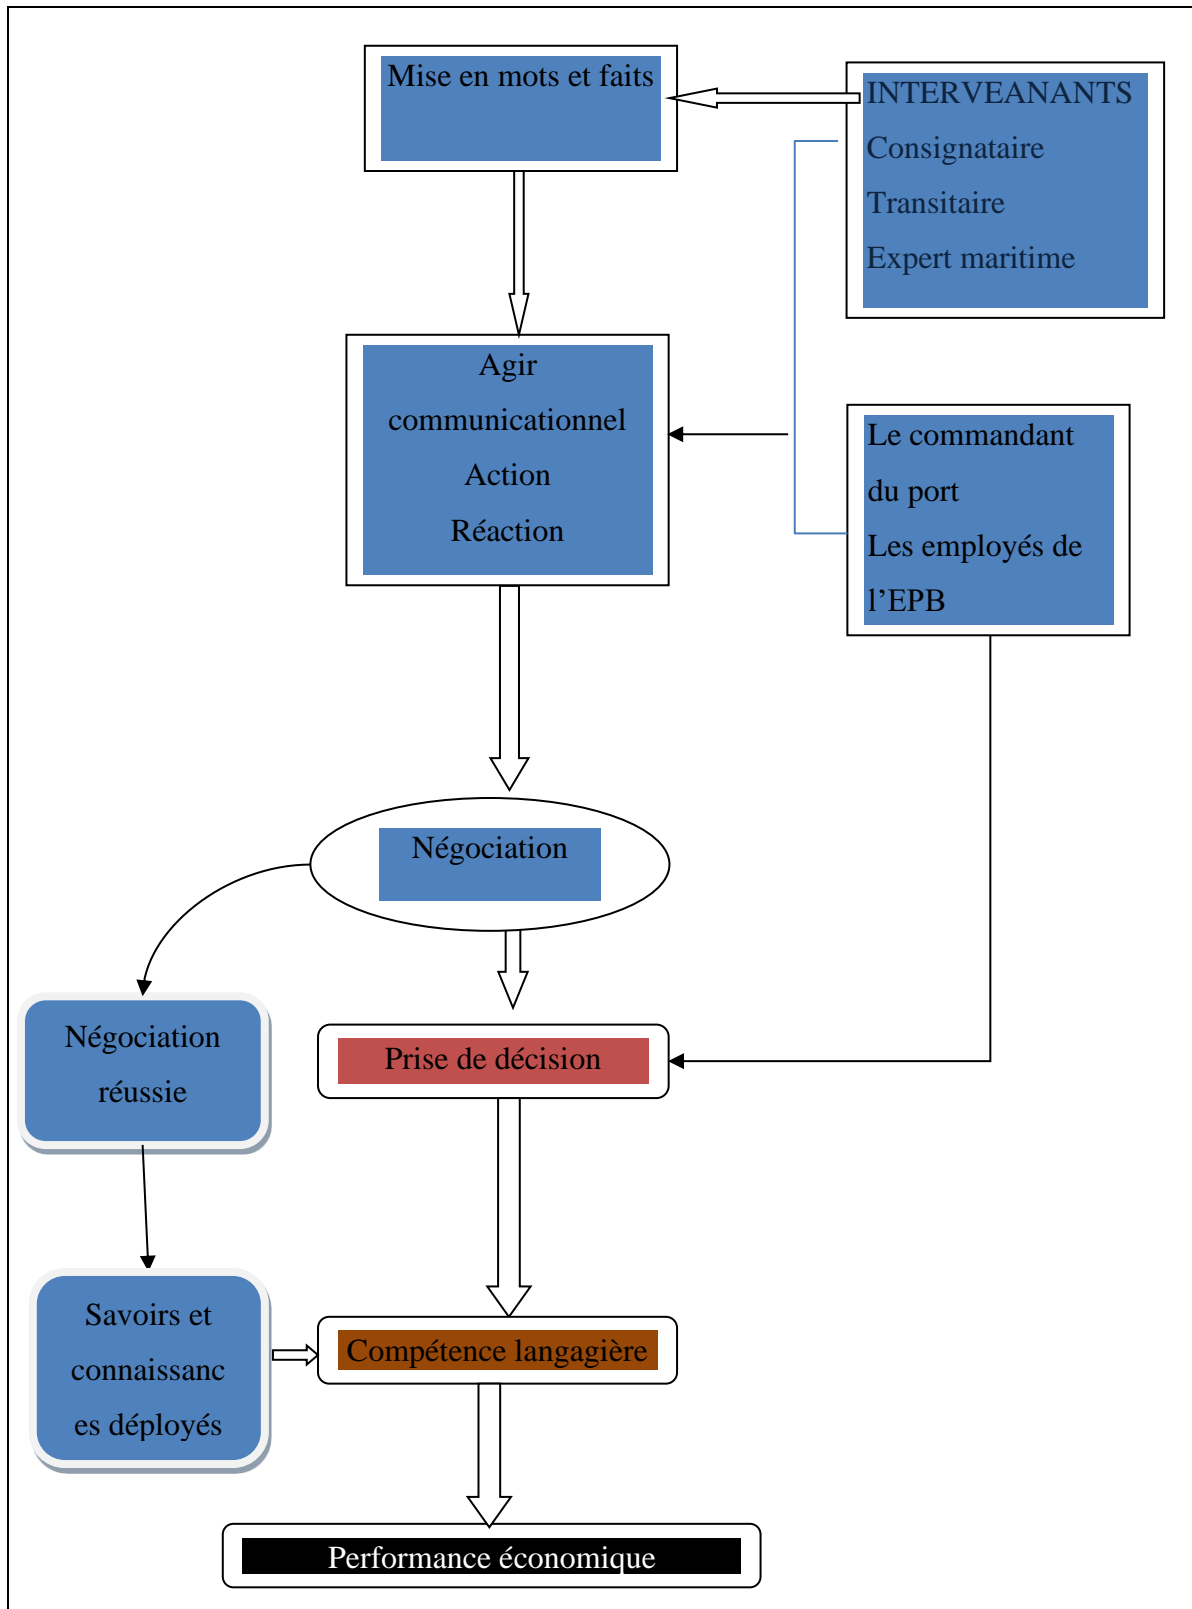 Mise en mots et faits
INTERVEANANTS
Consignataire
Transitaire
Expert maritime
Agir
communicationnel
Action
Réaction
Le commandant
du port
Les employés de
l’EPB
Négociation
Négociation
réussie
Prise de décision
Savoirs et
connaissanc
es déployés
Compétence langagière
Performance économique